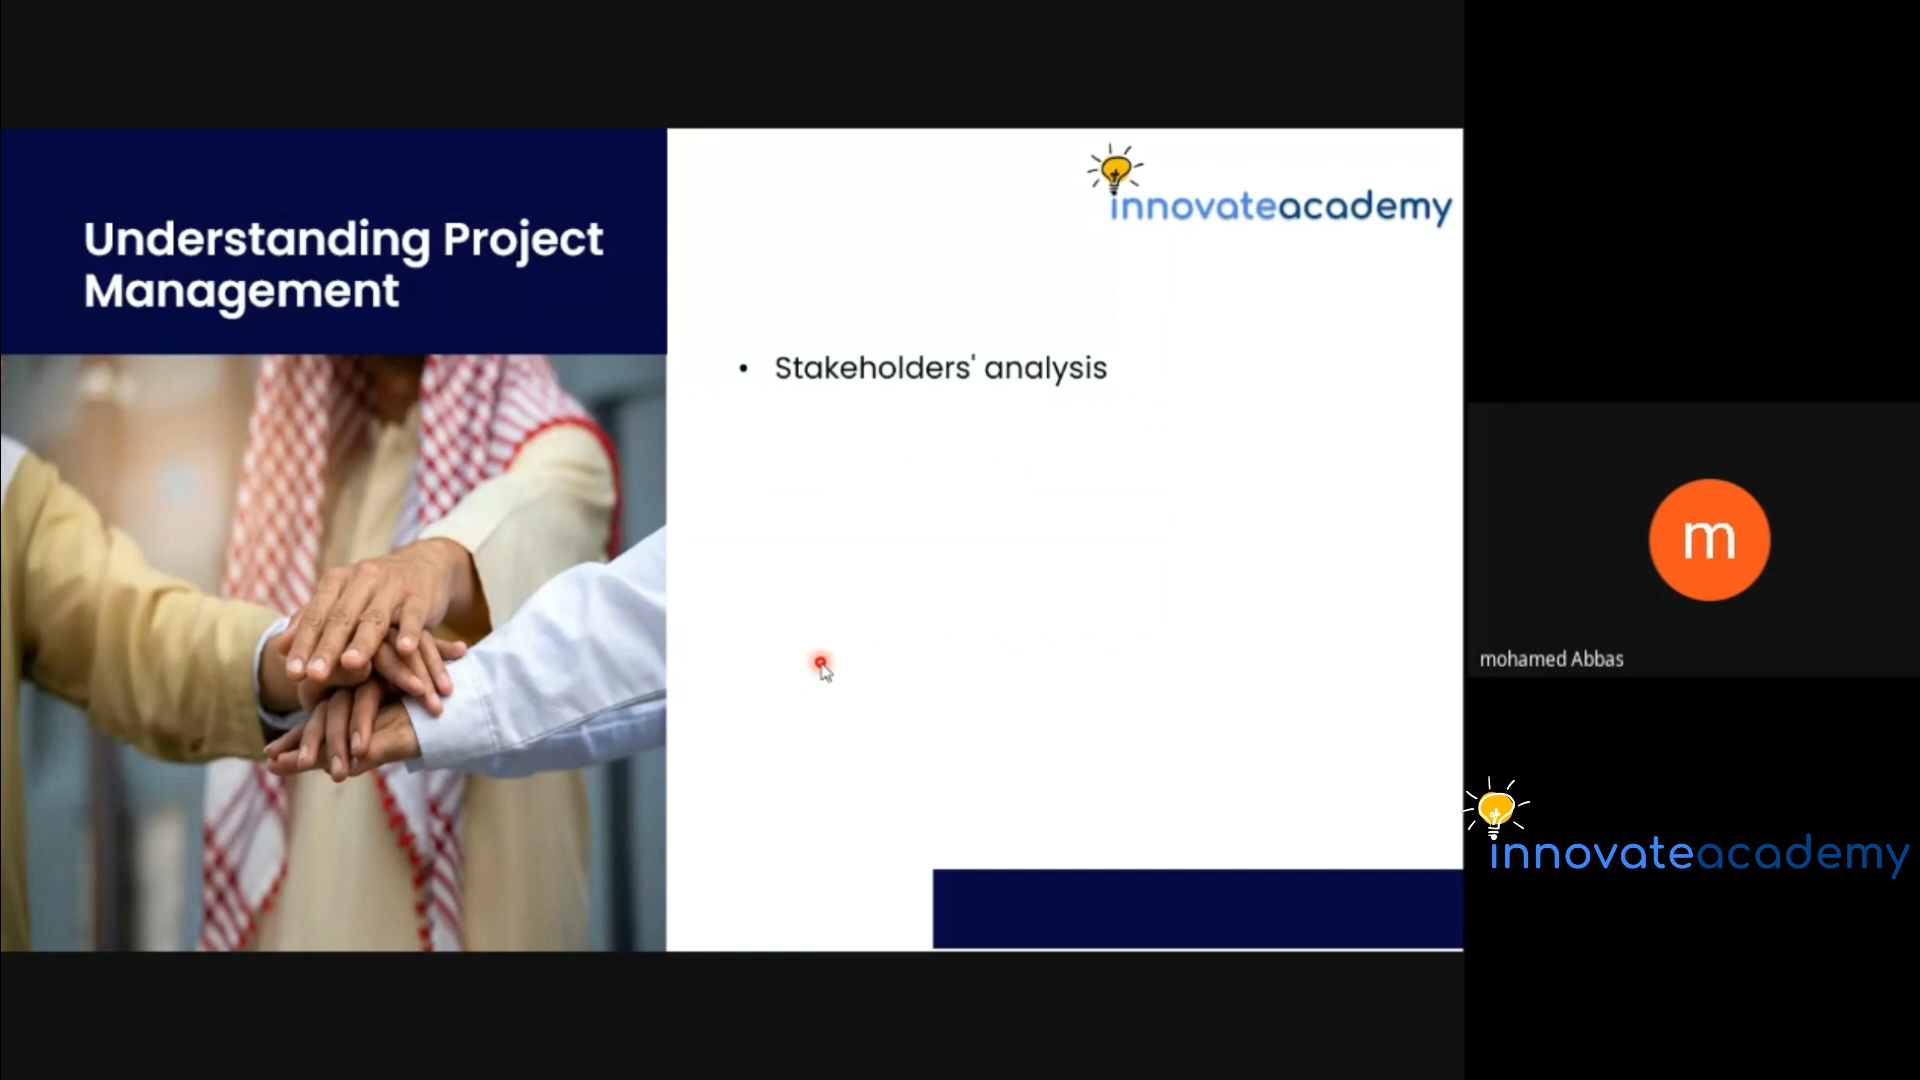 Understanding Project
Management
innovateacademy
• Stakeholders' analysis
m
mohamed Abbas
innovateacademy